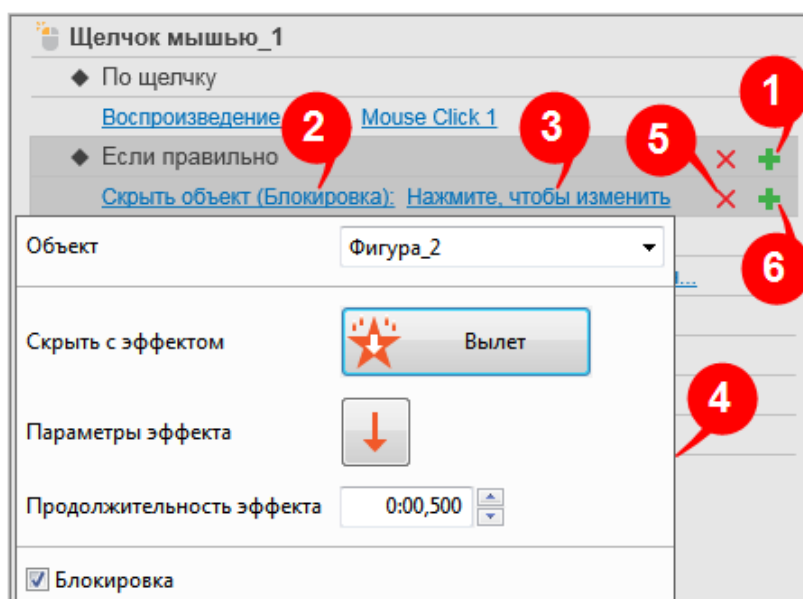 Щелчок мышью_1
По щелчку
1
Воспроизведение
2
Mouse Click 1
3
5
Если правильно
Скрыть объект (Блокировка): Нажмите, чтобы изменить
6
Объект
Фигура_2
Скрыть с эффектом
Вылет
4
Параметры эффекта
Продолжительность эффекта
0:00,500
Блокировка